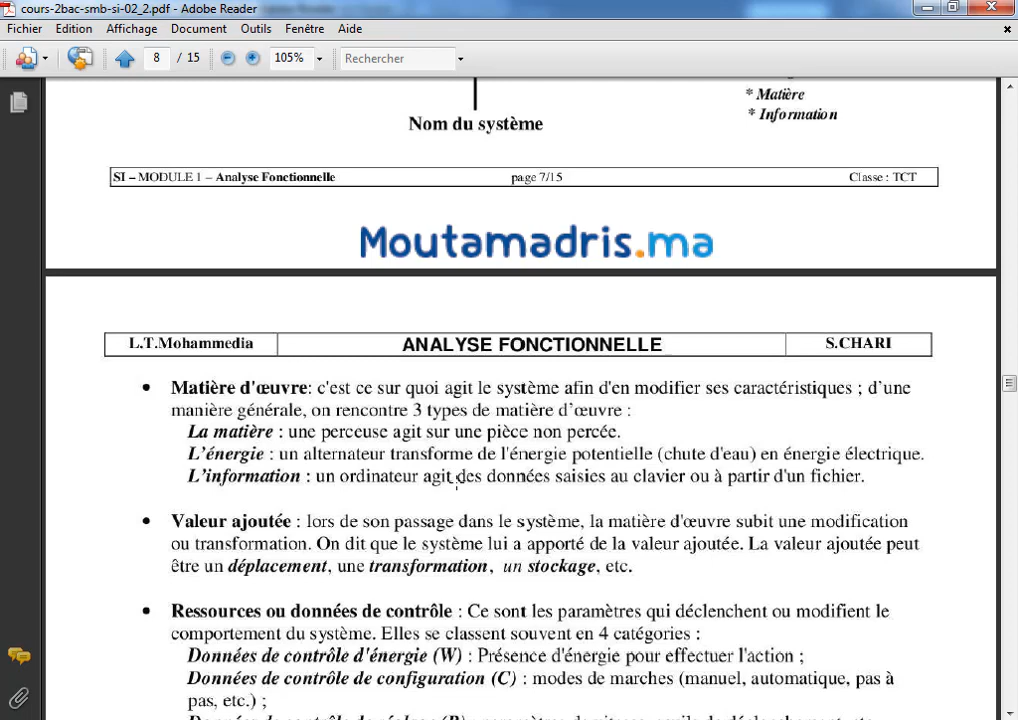 cours-2bac-smb-si-02_2.pdf - Adobe Reader
Fichier Edition Affichage Document Outils Fenêtre Aide
8 / 15 105% Rechercher
* Matière
* Information
Nom du système
SI – MODULE 1 – Analyse Fonctionnelle page 7/15 Classe : TCT
Moutamadris.ma
L.T.Mohammedia ANALYSE FONCTIONNELLE S.CHARI
• Matière d'œuvre: c'est ce sur quoi agit le système afin d'en modifier ses caractéristiques ; d’une
manière générale, on rencontre 3 types de matière d’œuvre :
La matière : une perceuse agit sur une pièce non percée.
L’énergie : un alternateur transforme de l'énergie potentielle (chute d'eau) en énergie électrique.
L’information : un ordinateur agit des données saisies au clavier ou à partir d'un fichier.
• Valeur ajoutée : lors de son passage dans le système, la matière d'œuvre subit une modification
ou transformation. On dit que le système lui a apporté de la valeur ajoutée. La valeur ajoutée peut
être un déplacement, une transformation, un stockage, etc.
• Ressources ou données de contrôle : Ce sont les paramètres qui déclenchent ou modifient le
comportement du système. Elles se classent souvent en 4 catégories :
Données de contrôle d'énergie (W) : Présence d'énergie pour effectuer l'action ;
Données de contrôle de configuration (C) : modes de marches (manuel, automatique, pas à
pas, etc.) ;